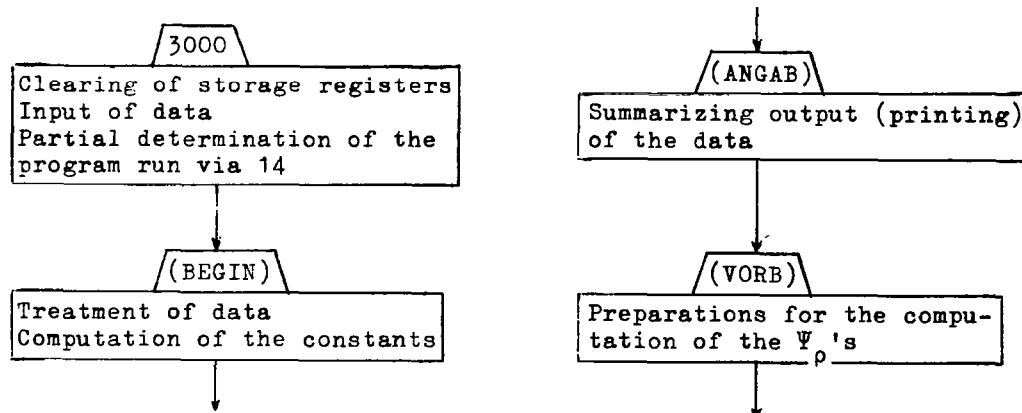 3000
Clearing of storage registers
Input of data
Partial determination of the
program run via 14
(BEGIN)
Treatment of data
Computation of the constants
(ANGAB)
Summarizing output (printing)
of the data
(VORB)
Preparations for the compu-
tation of the Ψρ's